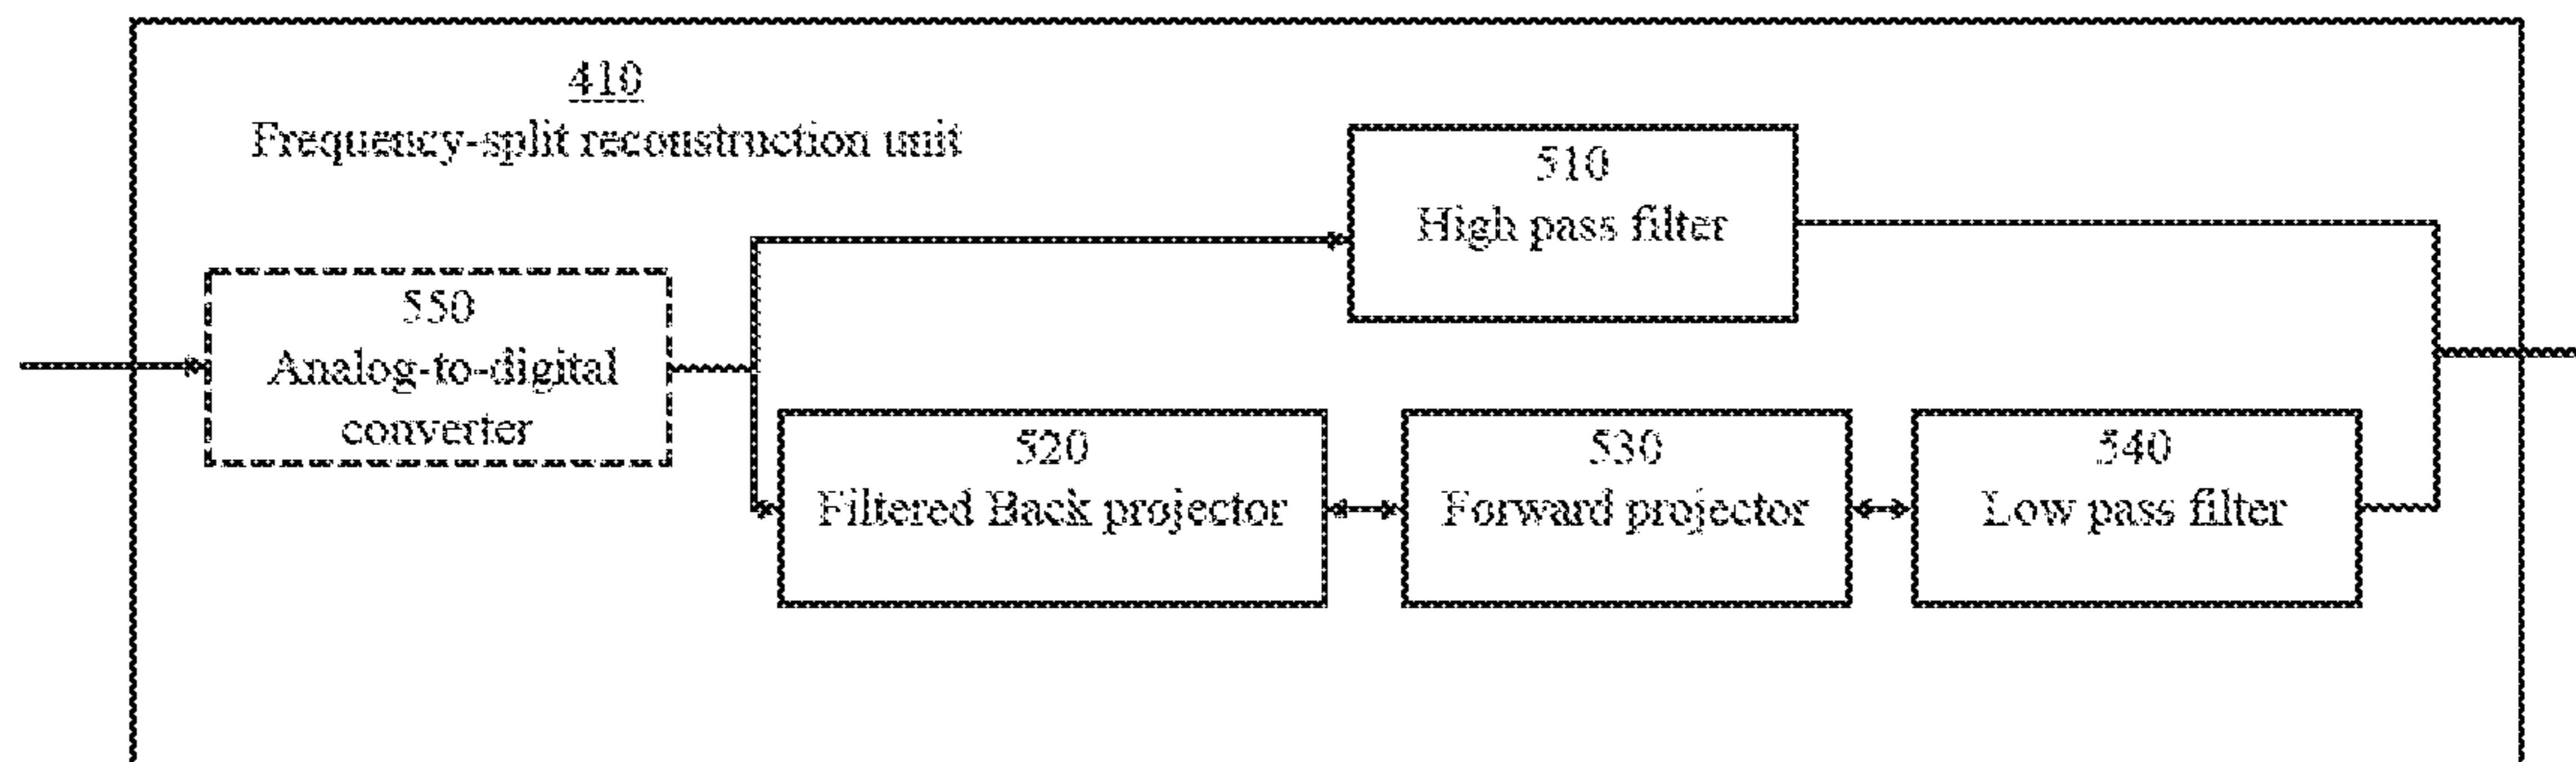 410
Frequency-split reconstruction unit
510
High pass filter
550
Analog-to-digital
converter
520
Filtered Back projector
530
Forward projector
540
Low pass filter